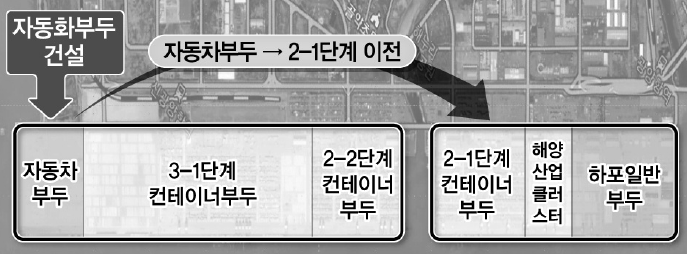 자동화부두
건설
자동차부두 → 2-1단계 이전
자동차
부두
3-1단계
컨테이너부두
2-2단계
컨테이너
부두
2-1단계
컨테이너
부두
해양
산업
클러
스터
하포일반
부두